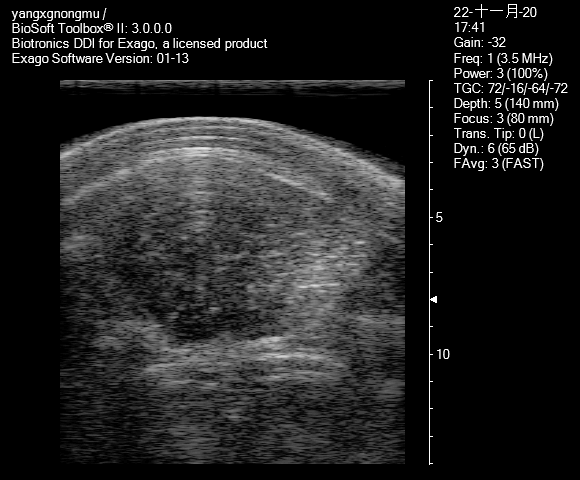 yangxgnongmu /
BioSoft Toolbox® II: 3.0.0.0
Biotronics DDI for Exago, a licensed product
Exago Software Version: 01-13
22-十一月-20
17:41
Gain: -32
Freq: 1 (3.5 MHz)
Power: 3 (100%)
TGC: 72/-16/-64/-72
Depth: 5 (140 mm)
Focus: 3 (80 mm)
Trans. Tip: 0 (L)
Dyn.: 6 (65 dB)
FAvg: 3 (FAST)
5
10